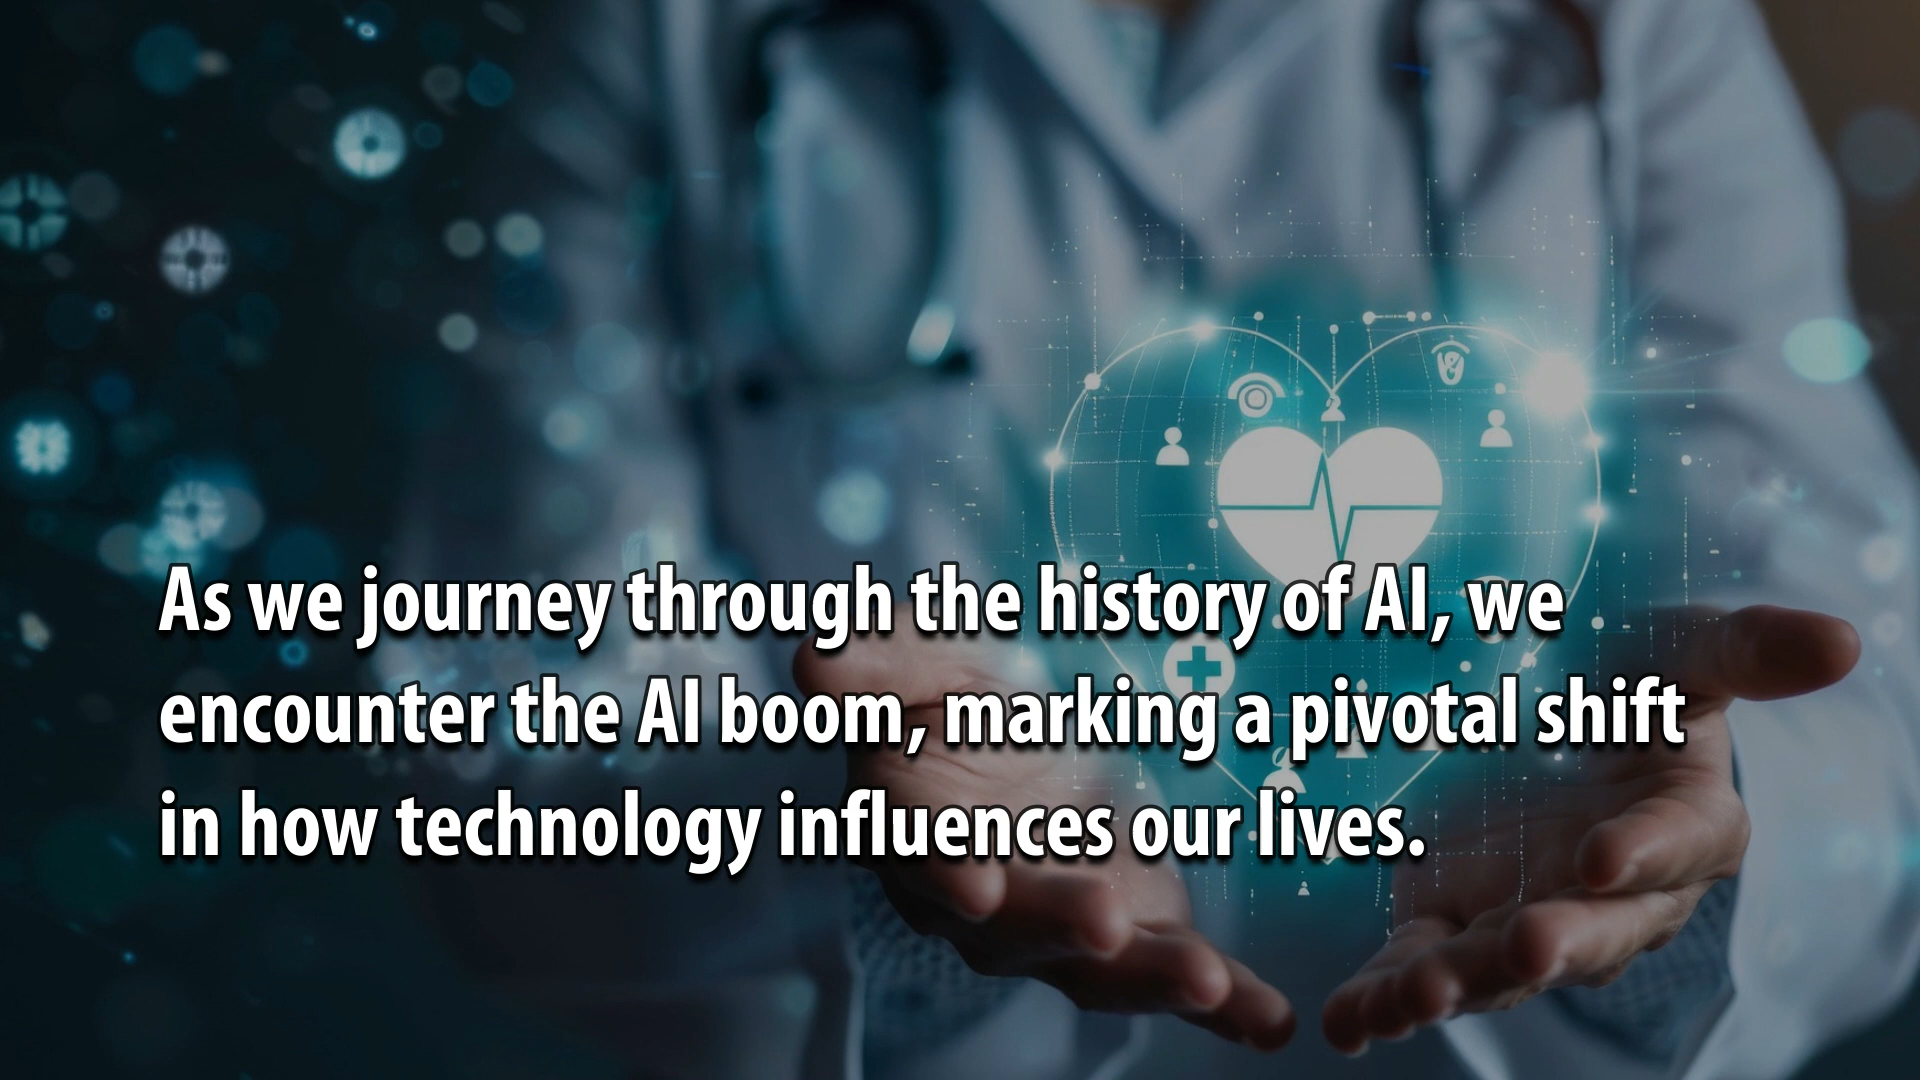 As we journey through the history of AI, we
encounter the AI boom, marking a pivotal shift
in how technology influences our lives.